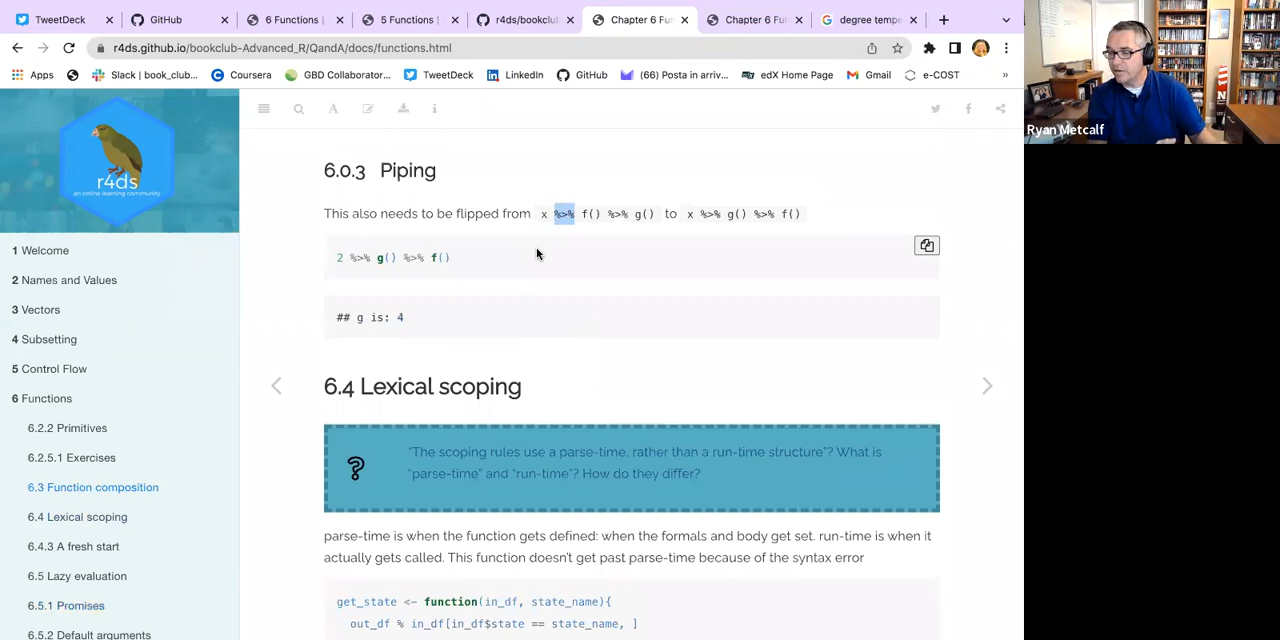 TweetDeck
GitHub
6 Functions |
5 Functions |
r4ds/bookclub-
Chapter 6 Fun
Chapter 6 Fun
degree tempe
r4ds.github.io/bookclub-Advanced_R/QandA/docs/functions.html
Apps
Slack | book_club...
Coursera
GBD Collaborator...
TweetDeck
LinkedIn
GitHub
(66) Posta in arriv...
edX Home Page
Gmail
e-COST
»
Ryan Metcalf
r4ds
an online learning community
1 Welcome
2 Names and Values
3 Vectors
4 Subsetting
5 Control Flow
6 Functions
6.2.2 Primitives
6.2.5.1 Exercises
6.3 Function composition
6.4 Lexical scoping
6.4.3 A fresh start
6.5 Lazy evaluation
6.5.1 Promises
6.5.2 Default arguments
6.0.3 Piping
This also needs to be flipped from x %>% f() %>% g() to x %>% g() %>% f()
2 %>% g() %>% f()
## g is: 4
6.4 Lexical scoping
"The scoping rules use a parse-time, rather than a run-time structure"? What is
"parse-time" and "run-time"? How do they differ?
parse-time is when the function gets defined: when the formals and body get set. run-time is when it
actually gets called. This function doesn't get past parse-time because of the syntax error
get_state <- function(in_df, state_name){
out_df % in_df[in_df$state == state_name, ]